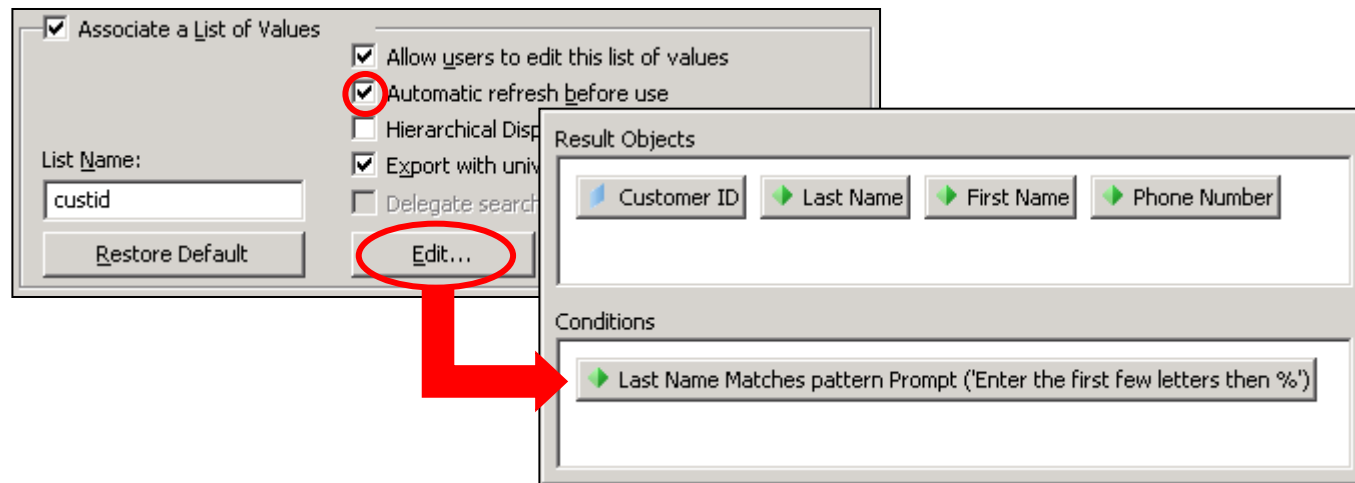 Associate a List of Values
Allow users to edit this list of values
Automatic refresh before use
Hierarchical Disp
List Name:
Export with univ
custid
Delegate search
Restore Default
Edit...
Result Objects
Customer ID Last Name First Name Phone Number
Conditions
Last Name Matches pattern Prompt ('Enter the first few letters then %')